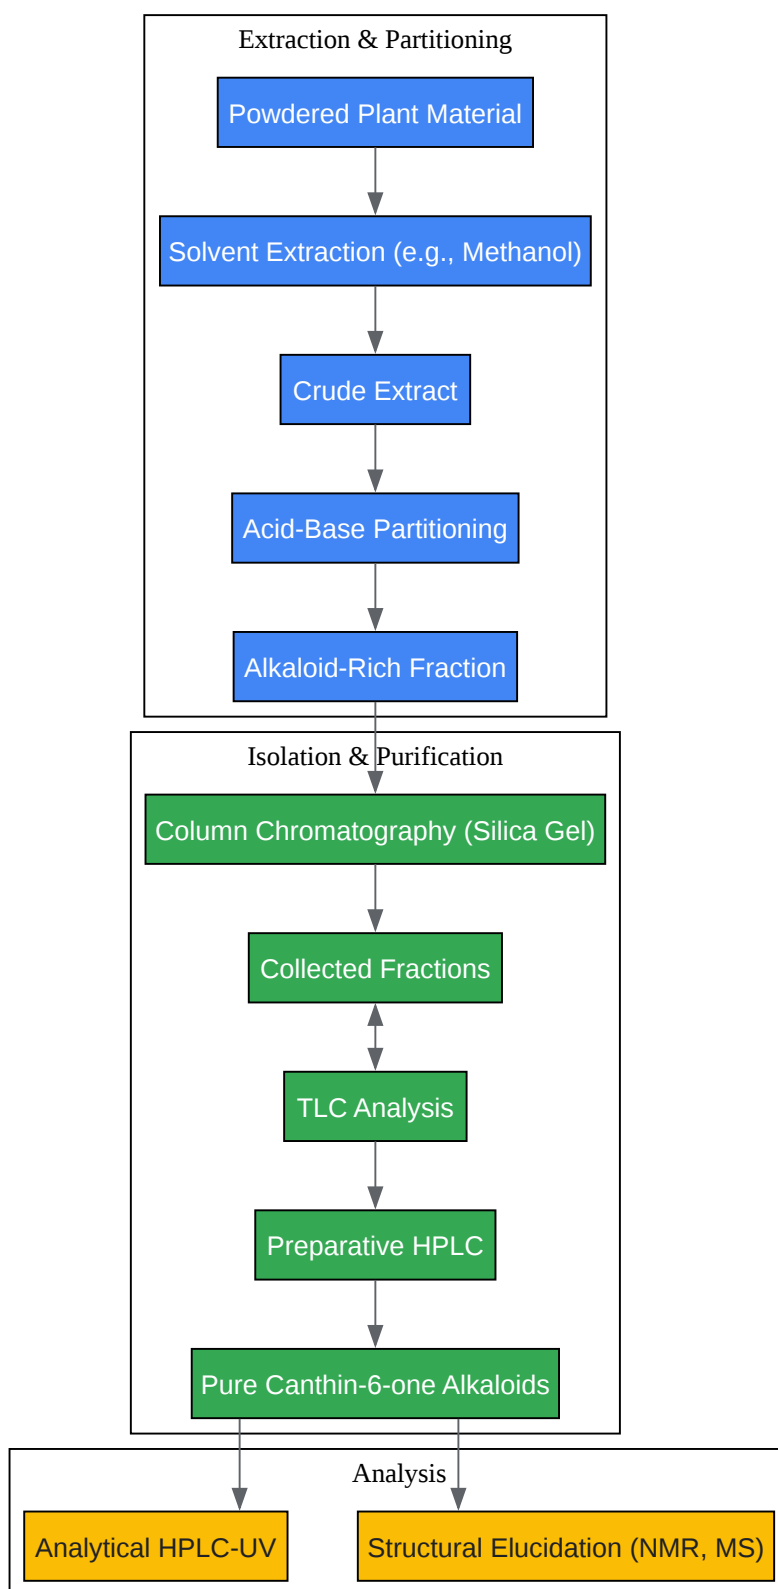 Extraction & Partitioning
Powdered Plant Material
Solvent Extraction (e.g., Methanol)
Crude Extract
Acid-Base Partitioning
Alkaloid-Rich Fraction
Isolation & Purification
Column Chromatography (Silica Gel)
Collected Fractions
TLC Analysis
Preparative HPLC
Pure Canthin-6-one Alkaloids
Analysis
Analytical HPLC-UV
Structural Elucidation (NMR, MS)